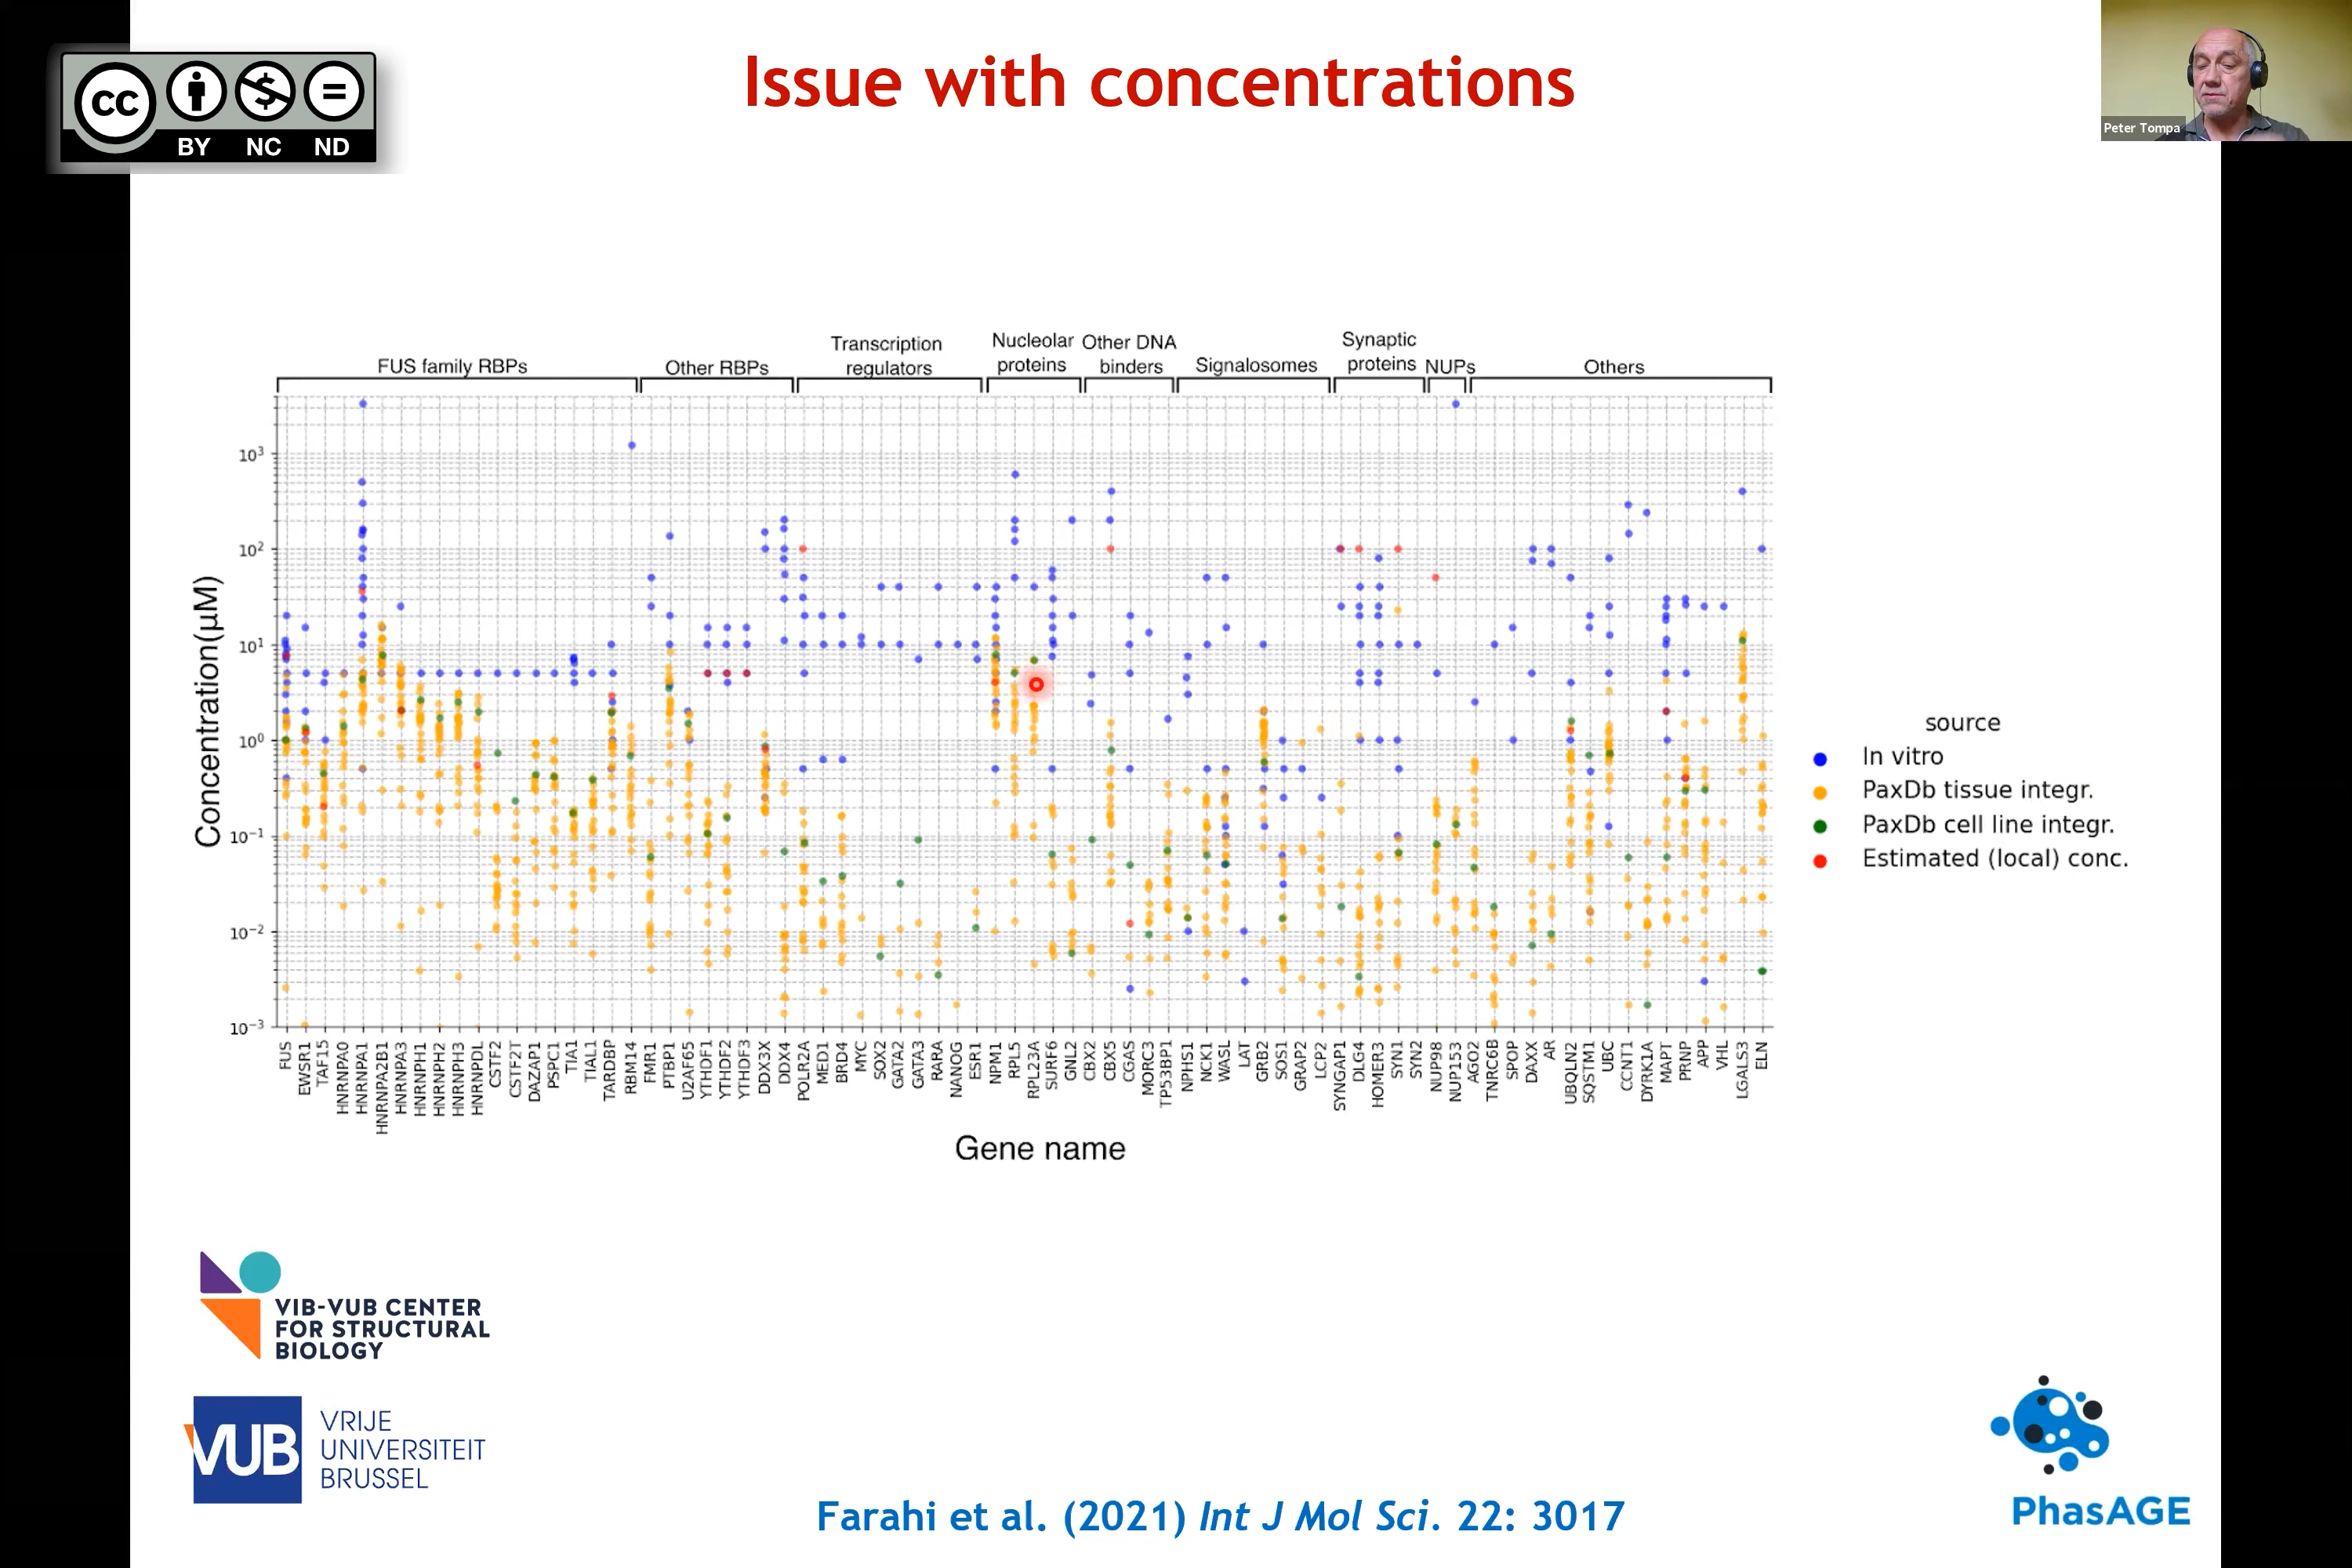 Issue with concentrations
cc
BY NC ND
Peter Tompa
FUS family RBPs
Other RBPs
Transcription
regulators
Nucleolar
proteins
Other DNA
binders
Signalosomes
Synaptic
proteins
NUPs
Others
Concentration(μM)
10³
10²
10¹
10⁰
10⁻¹
10⁻²
10⁻³
FUS
EWSR1
TAF15
HNRNPA0
HNRNPA1
HNRNPA2B1
HNRNPA3
HNRNPH1
HNRNPH2
HNRNPH3
HNRNPDL
CSTF2
CSTF2T
DAZAP1
PSPC1
TIA1
TIAL1
TARDBP
RBM14
FMR1
PTBP1
U2AF65
YTHDF1
YTHDF2
YTHDF3
DDX3X
DDX4
POLR2A
MED1
BRD4
MYC
SOX2
GATA2
GATA3
RARA
NANOG
ESR1
NPM1
RPL5
RPL23A
SURF6
GNL2
CBX2
CBX5
CGAS
MORC3
TP53BP1
NPHS1
NCK1
WASL
LAT
GRB2
SOS1
GRAP2
LCP2
SYNGAP1
DLG4
HOMER3
SYN1
SYN2
NUP98
NUP153
AGO2
TNRC6B
SPOP
DAXX
AR
UBQLN2
SQSTM1
UBC
CCNT1
DYRK1A
MAPT
PRNP
APP
VHL
LGALS3
ELN
Gene name
source
In vitro
PaxDb tissue integr.
PaxDb cell line integr.
Estimated (local) conc.
VIB-VUB CENTER
FOR STRUCTURAL
BIOLOGY
VUB
VRIJE
UNIVERSITEIT
BRUSSEL
Farahi et al. (2021) Int J Mol Sci. 22: 3017
PhasAGE